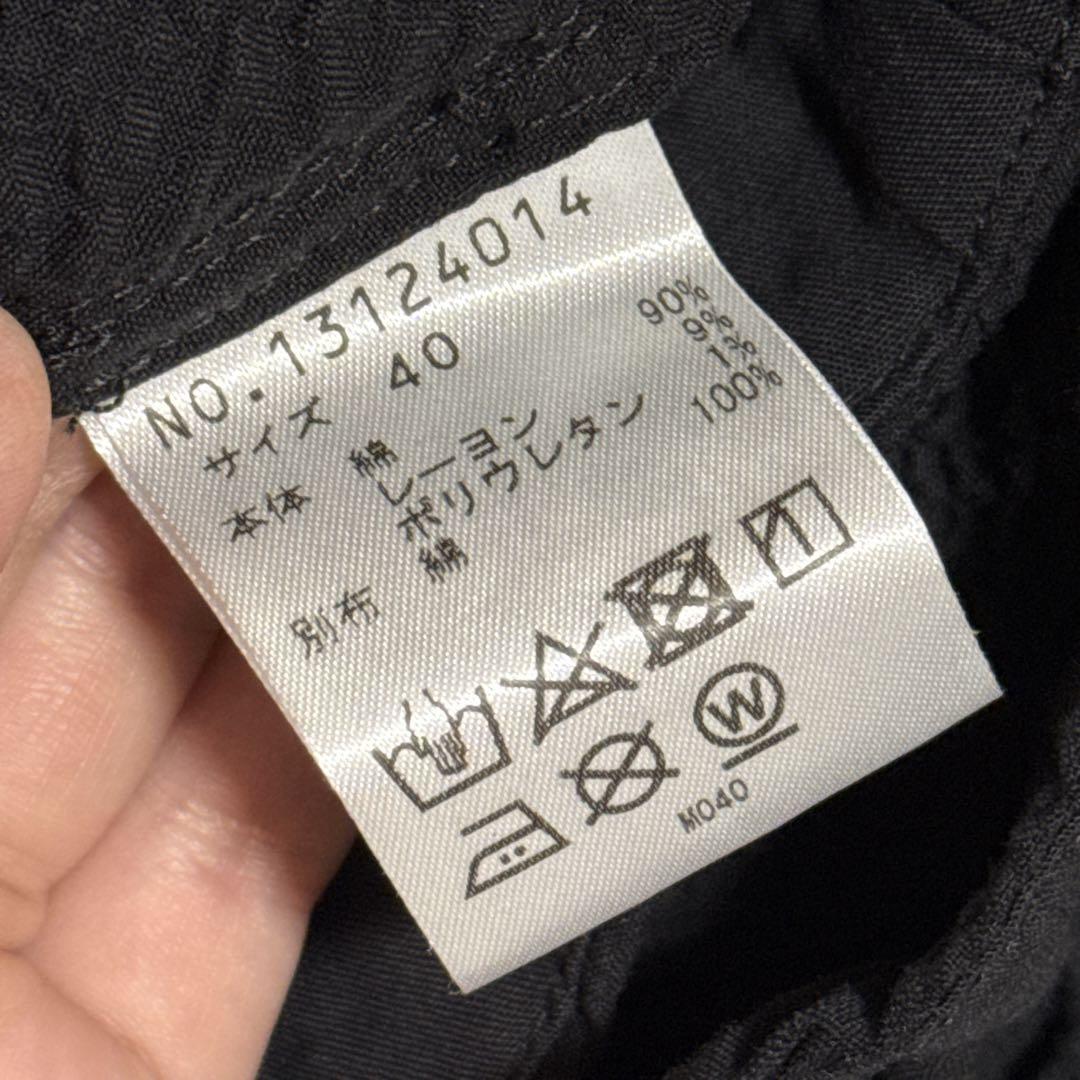 NO.13124014
サイズ 40
本体 綿 90%
レーヨン 9%
ポリウレタン 1%
別布 綿 100%
W
M040